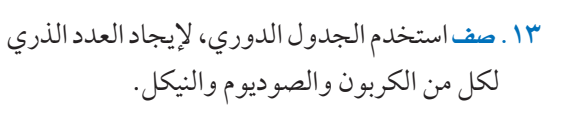 ١٣. صف استخدم الجدول الدوري، لإيجاد العدد الذري
لكل من الكربون والصوديوم والنيكل.